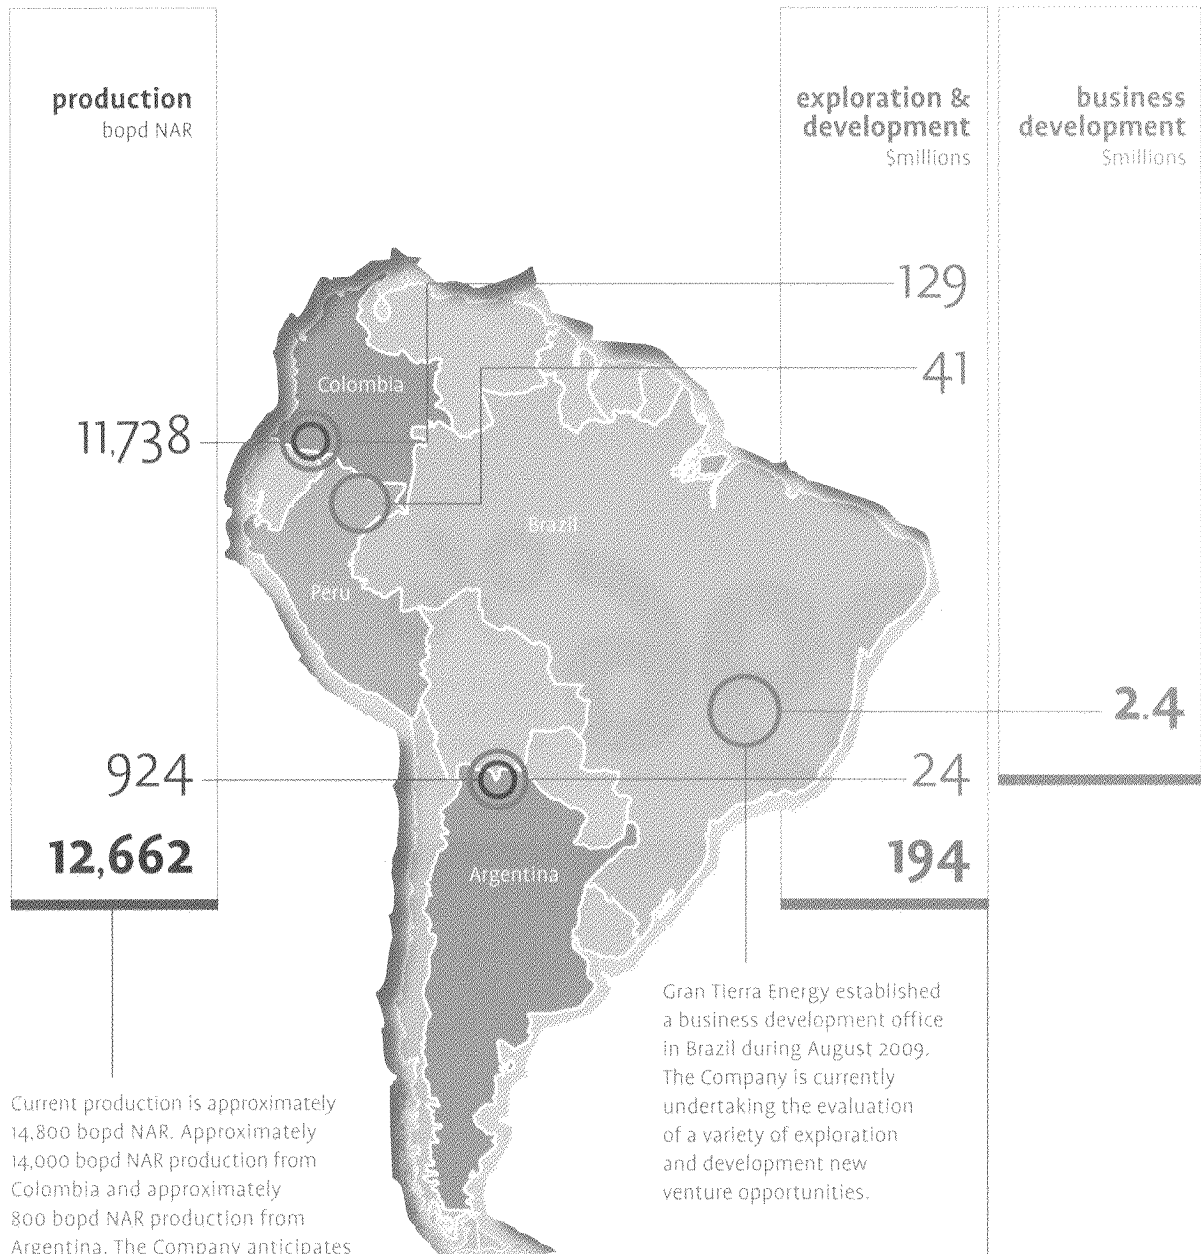 production
bopd NAR
exploration &
development
$millions
business
development
$millions
129
41
Colombia
11,738
Brazil
Peru
2.4
924
24
12,662
194
Argentina
Gran Tierra Energy established
a business development office
in Brazil during August 2009.
The Company is currently
undertaking the evaluation
of a variety of exploration
and development new
venture opportunities.
Current production is approximately
14,800 bopd NAR. Approximately
14,000 bopd NAR production from
Colombia and approximately
800 bopd NAR production from
Argentina. The Company anticipates